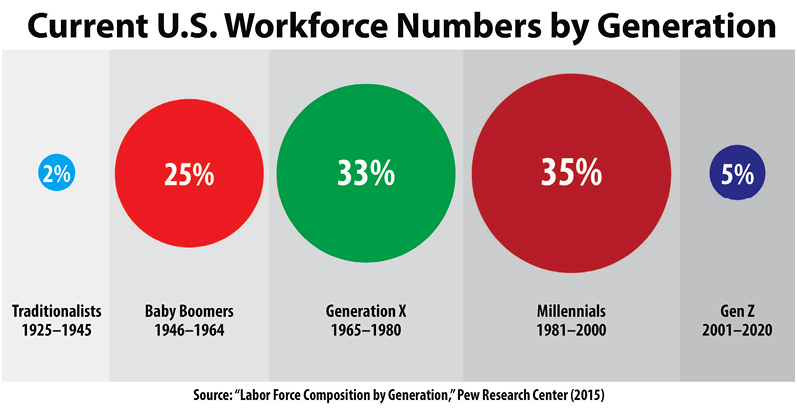 Current U.S. Workforce Numbers by Generation
2%
25%
33%
35%
5%
Traditionalists
1925–1945
Baby Boomers
1946–1964
Generation X
1965–1980
Millennials
1981–2000
Gen Z
2001–2020
Source: “Labor Force Composition by Generation,” Pew Research Center (2015)